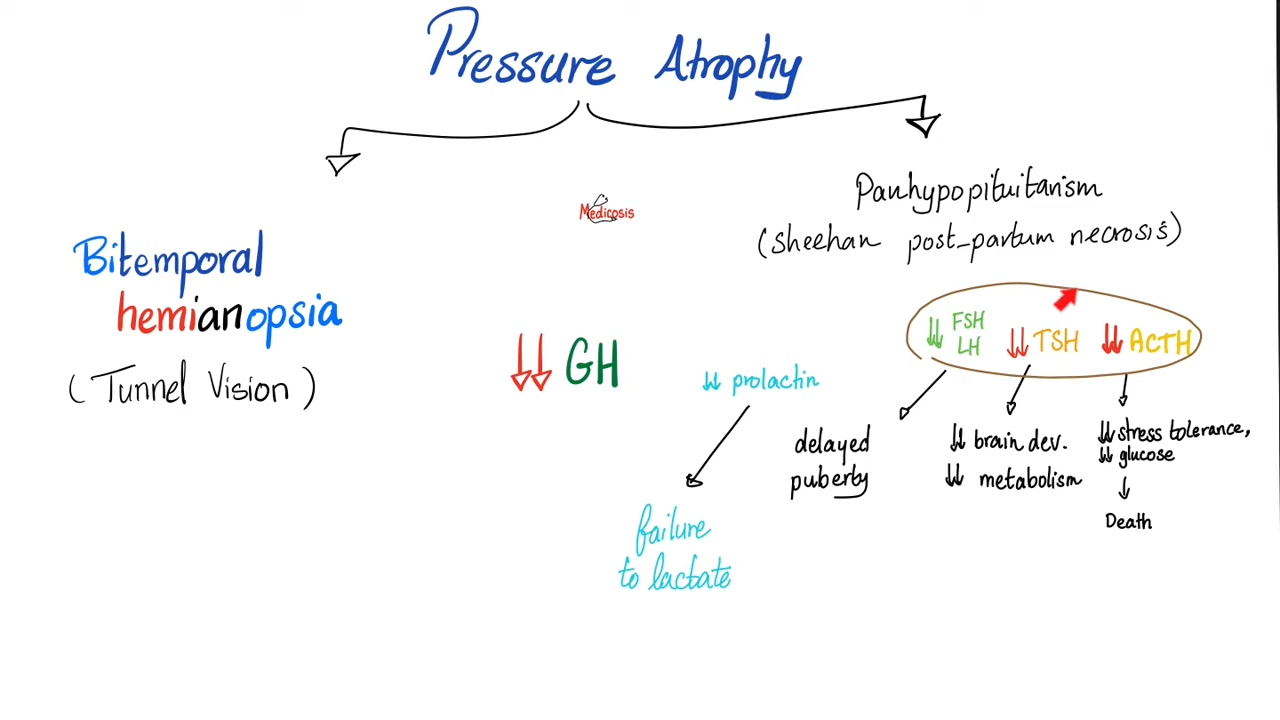 Pressure Atrophy
Medicosis
Bitemporal
hemianopsia
(Tunnel Vision)
Panhypopituitarism
(sheehan post-partum necrosis)
↓↓ GH
↓↓ prolactin
failure
to lactate
↓↓ FSH
LH
↓↓ TSH
↓↓ ACTH
delayed
puberty
↓↓ brain dev.
↓↓ metabolism
↓↓ stress tolerance,
↓↓ glucose
↓
Death